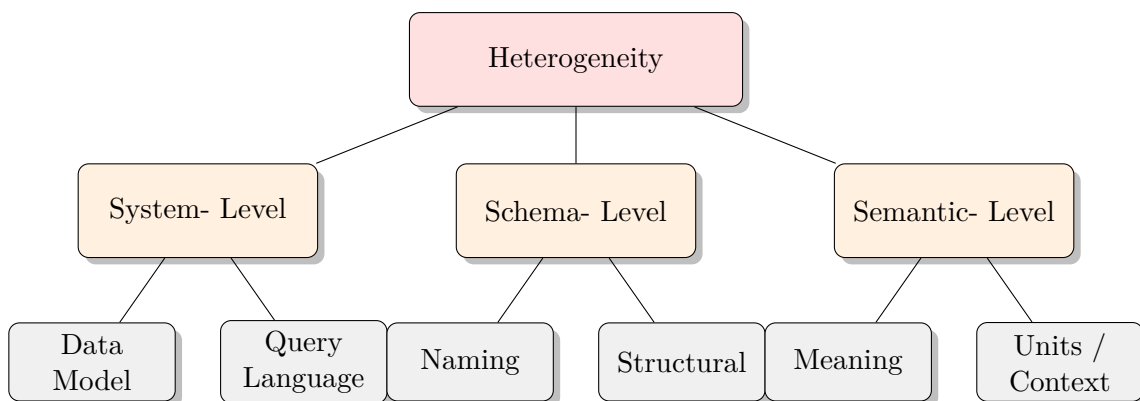 Heterogeneity
System- Level
Schema- Level
Semantic- Level
Data
Model
Query
Language
Naming
Structural
Meaning
Units /
Context